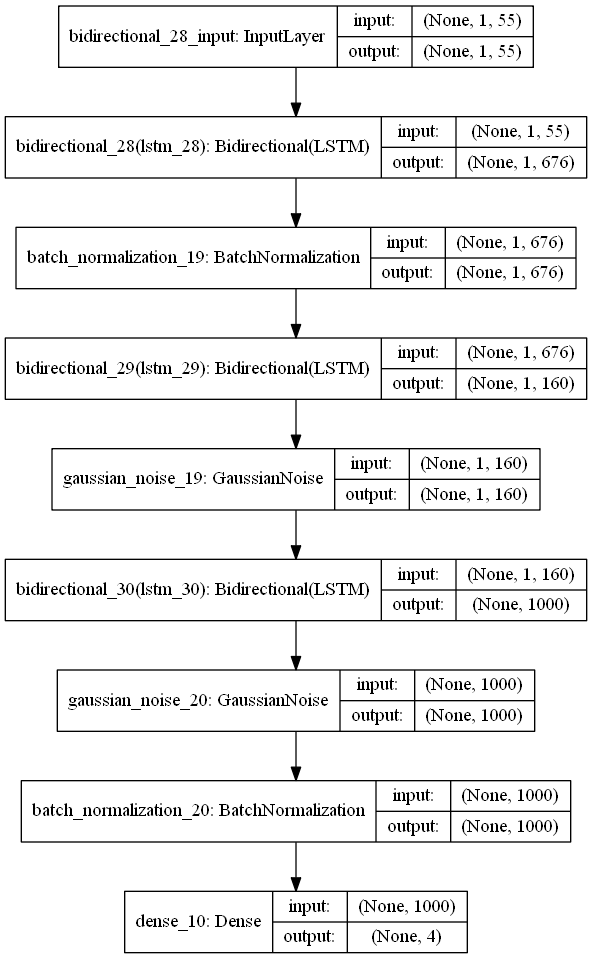 bidirectional_28_input: InputLayer
input: (None, 1, 55)
output: (None, 1, 55)
bidirectional_28(lstm_28): Bidirectional(LSTM)
input: (None, 1, 55)
output: (None, 1, 676)
batch_normalization_19: BatchNormalization
input: (None, 1, 676)
output: (None, 1, 676)
bidirectional_29(lstm_29): Bidirectional(LSTM)
input: (None, 1, 676)
output: (None, 1, 160)
gaussian_noise_19: GaussianNoise
input: (None, 1, 160)
output: (None, 1, 160)
bidirectional_30(lstm_30): Bidirectional(LSTM)
input: (None, 1, 160)
output: (None, 1000)
gaussian_noise_20: GaussianNoise
input: (None, 1000)
output: (None, 1000)
batch_normalization_20: BatchNormalization
input: (None, 1000)
output: (None, 1000)
dense_10: Dense
input: (None, 1000)
output: (None, 4)